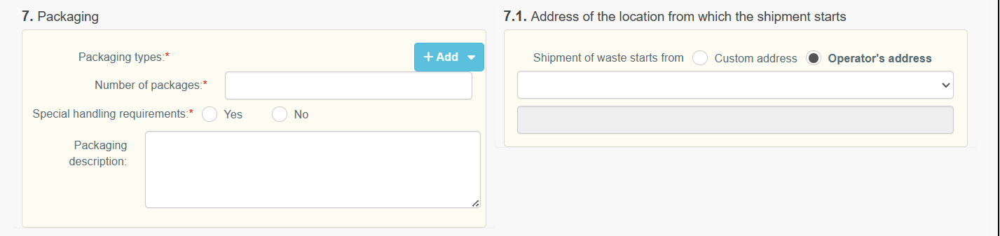 7. Packaging
Packaging types:*
+ Add
Number of packages:*
Special handling requirements:* Yes No
Packaging
description:
7.1. Address of the location from which the shipment starts
Shipment of waste starts from Custom address Operator's address